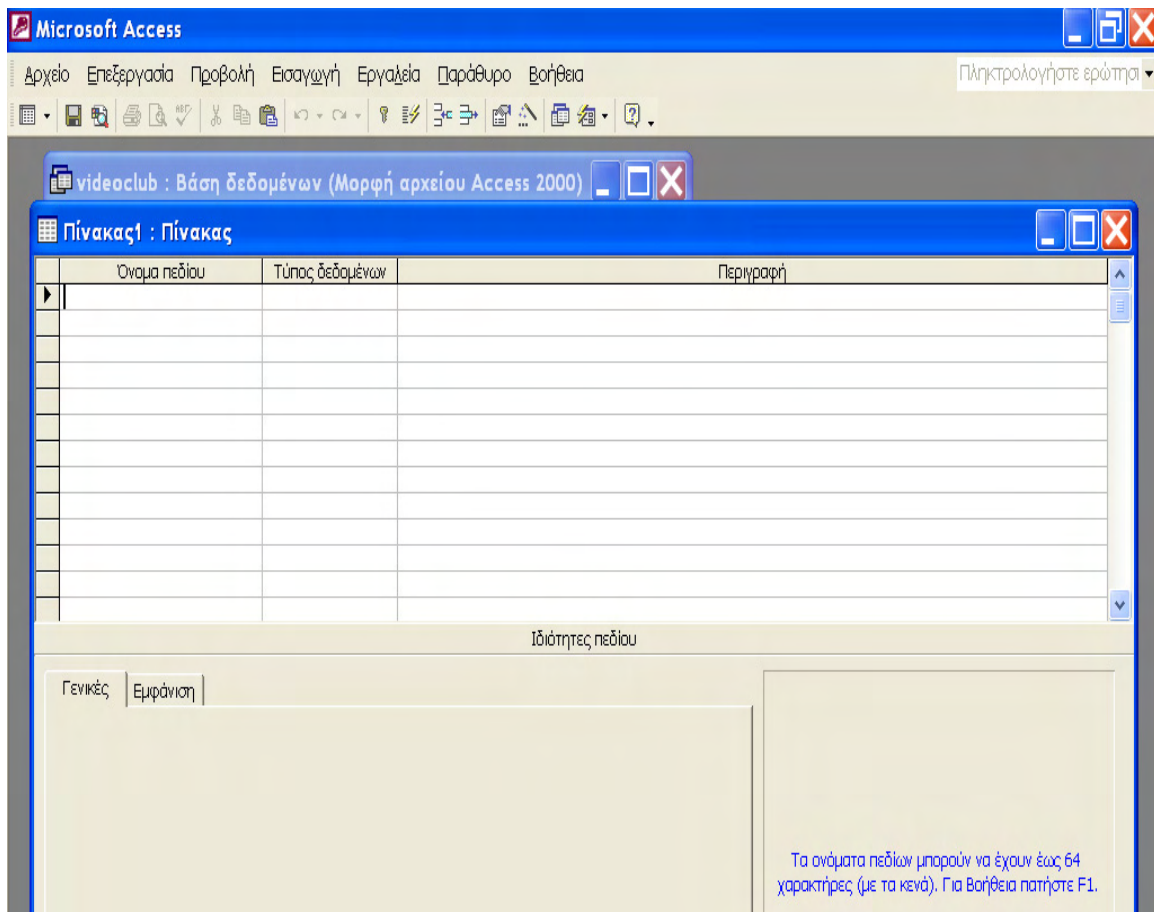 Microsoft Access
Αρχείο Επεξεργασία Προβολή Εισαγωγή Εργαλεία Παράθυρο Βοήθεια Πληκτρολογήστε ερώτησι
videoclub : Βάση δεδομένων (Μορφή αρχείου Access 2000)
Πίνακας1 : Πίνακας
Όνομα πεδίου Τύπος δεδομένων Περιγραφή
Ιδιότητες πεδίου
Γενικές Εμφάνιση
Τα ονόματα πεδίων μπορούν να έχουν έως 64
χαρακτήρες (με τα κενά). Για Βοήθεια πατήστε F1.